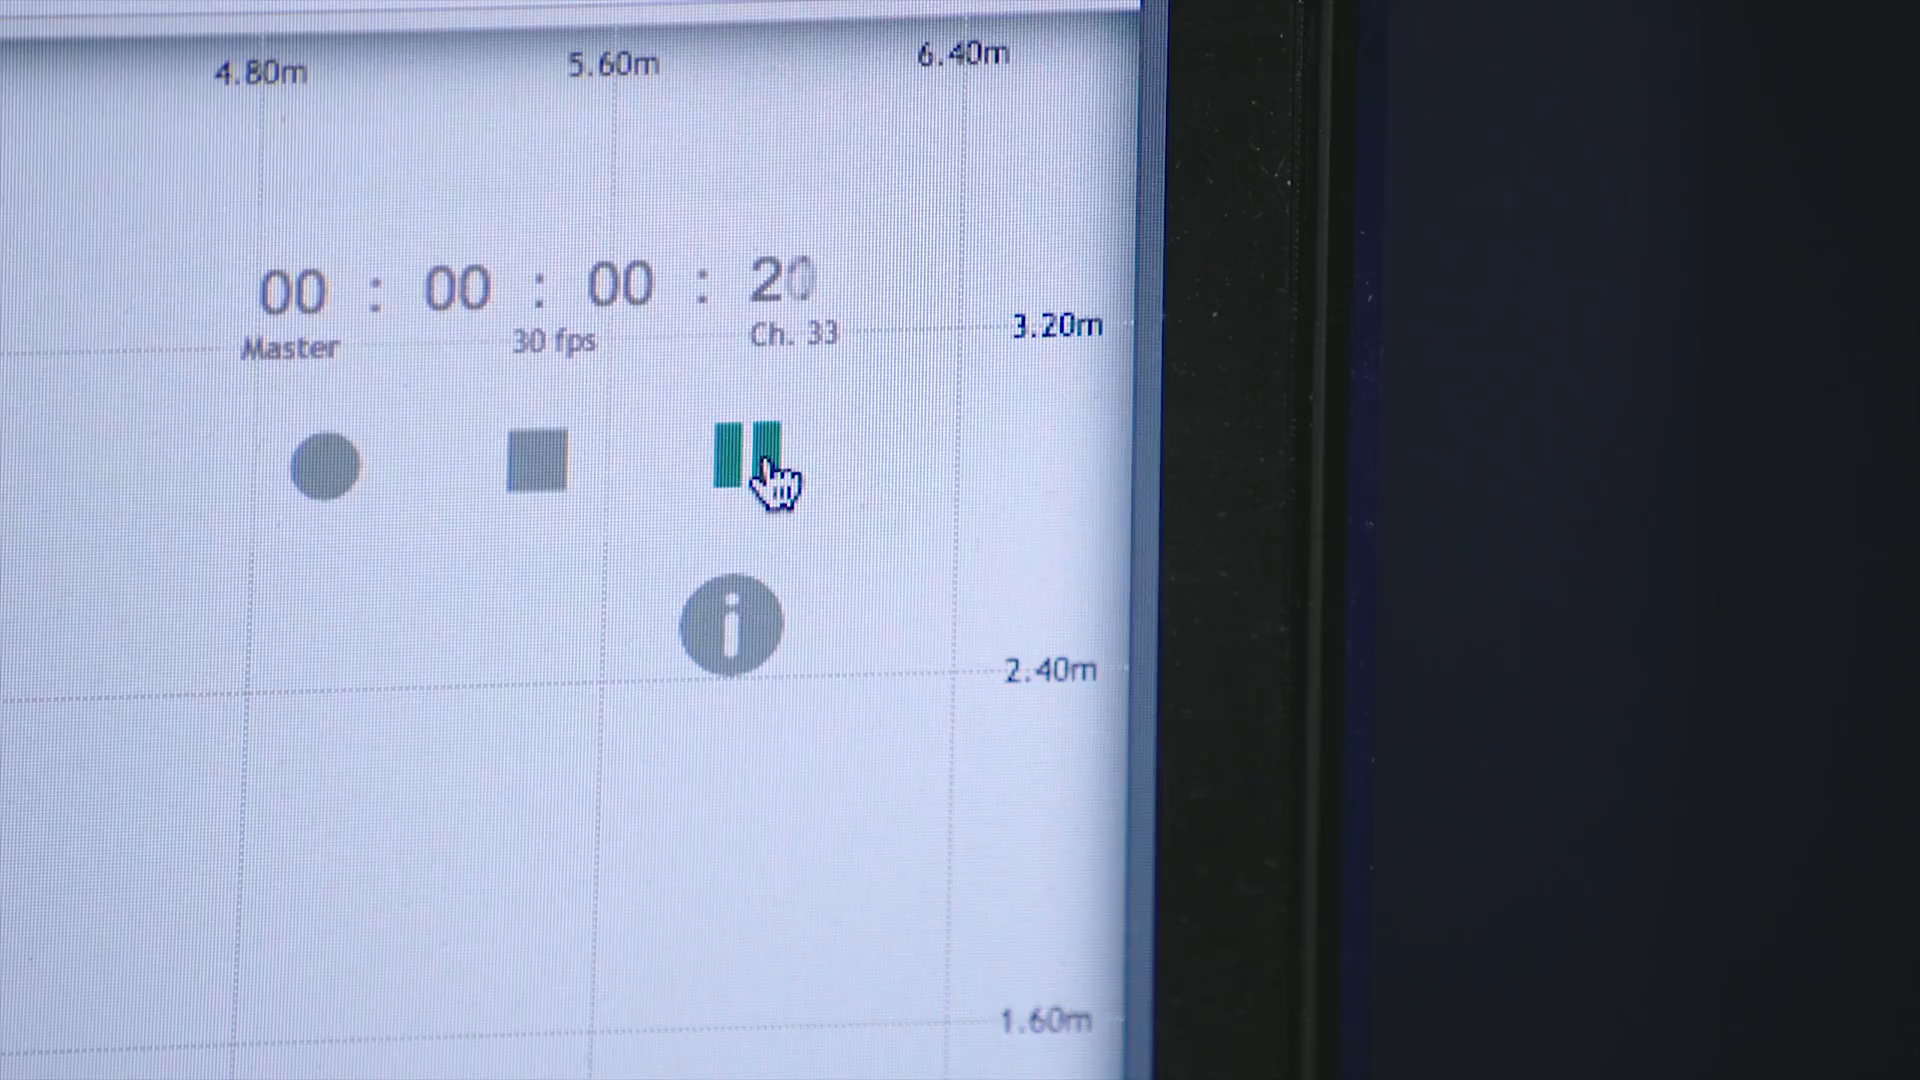 4.80m 5.60m 6.40m
00 : 00 : 00 : 20
Master 30 fps Ch. 33
3.20m
i
2.40m
1.60m